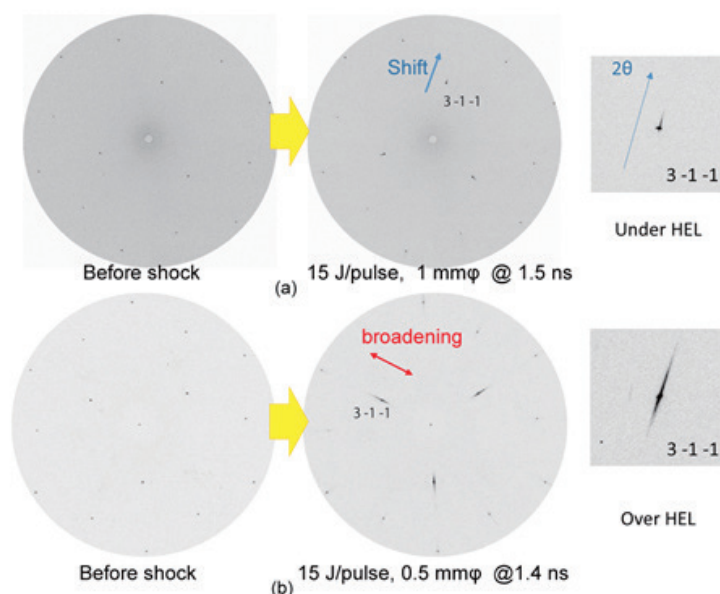 Shift
3 -1 -1
Before shock
(a)
15 J/pulse, 1 mmφ @ 1.5 ns
2θ
3 -1 -1
Under HEL
broadening
3 -1 -1
Before shock
(b)
15 J/pulse, 0.5 mmφ @1.4 ns
3 -1 -1
Over HEL